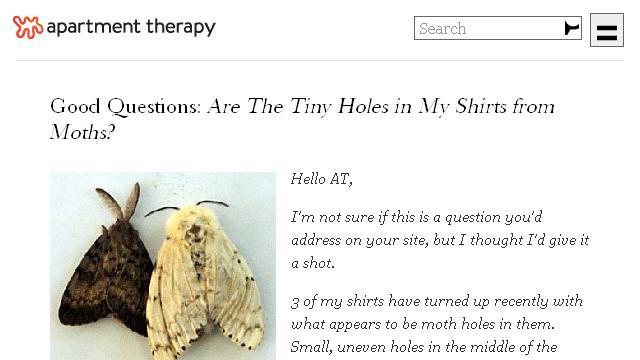 apartment therapy
Search
Good Questions: Are The Tiny Holes in My Shirts from
Moths?
Hello AT,
I'm not sure if this is a question you'd
address on your site, but I thought I'd give it
a shot.
3 of my shirts have turned up recently with
what appears to be moth holes in them.
Small, uneven holes in the middle of the